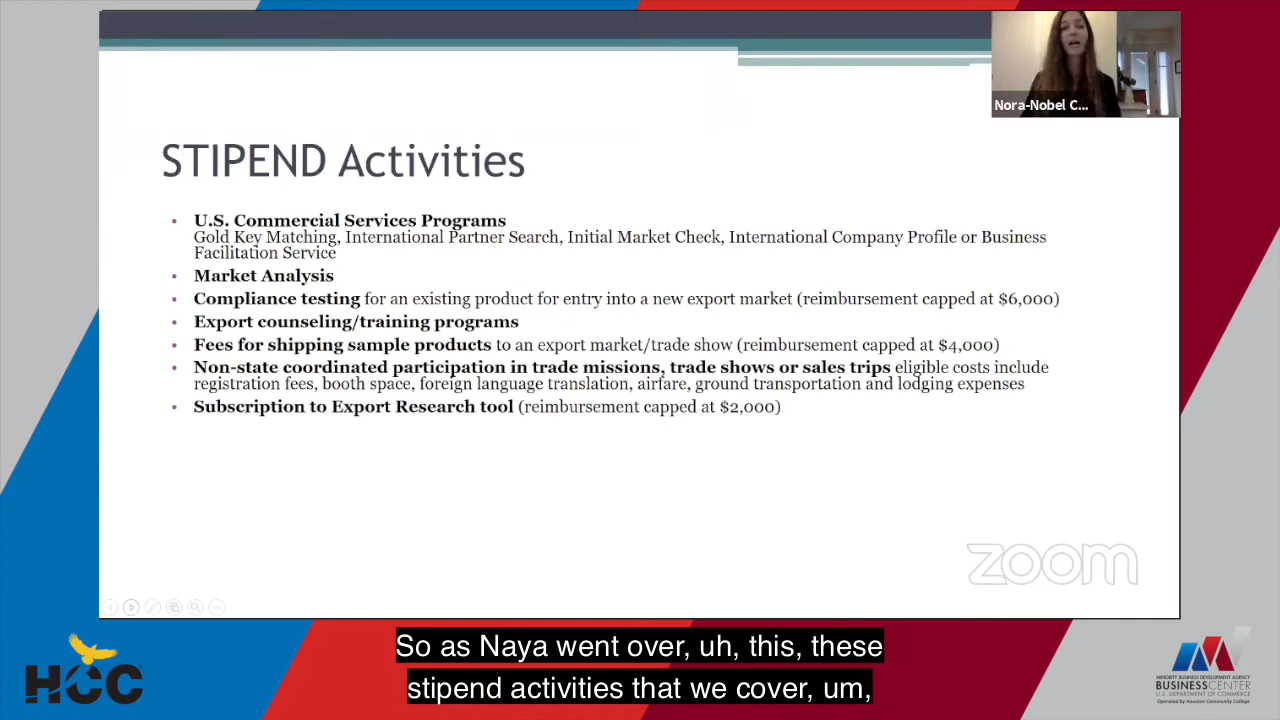 Nora-Nobel C...
STIPEND Activities
• U.S. Commercial Services Programs
Gold Key Matching, International Partner Search, Initial Market Check, International Company Profile or Business
Facilitation Service
• Market Analysis
• Compliance testing for an existing product for entry into a new export market (reimbursement capped at $6,000)
• Export counseling/training programs
• Fees for shipping sample products to an export market/trade show (reimbursement capped at $4,000)
• Non-state coordinated participation in trade missions, trade shows or sales trips eligible costs include
registration fees, booth space, foreign language translation, airfare, ground transportation and lodging expenses
• Subscription to Export Research tool (reimbursement capped at $2,000)
zoom
So as Naya went over, uh, this, these
stipend activities that we cover, um,
HCC
MINORITY BUSINESS DEVELOPMENT AGENCY
BUSINESS CENTER
U.S. DEPARTMENT OF COMMERCE
Operated by Houston Community College